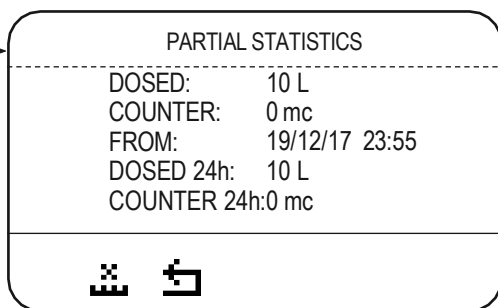 PARTIAL STATISTICS
DOSED: 10 L
COUNTER: 0 mc
FROM: 19/12/17 23:55
DOSED 24h: 10 L
COUNTER 24h:0 mc